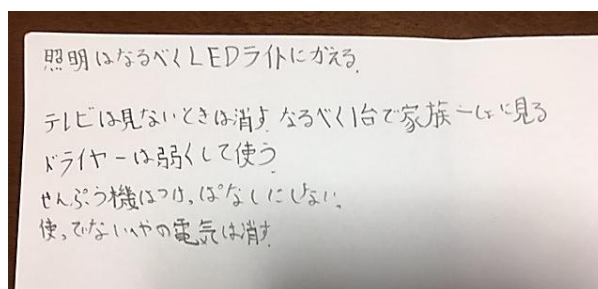 照明はなるべくLEDライトにかえる.
テレビは見ないときは消す.なるべく1台で家族一しょに見る
ドライヤーは弱くして使う.
せんぷう機はつけっぱなしにしない.
使ってないへやの電気は消す.